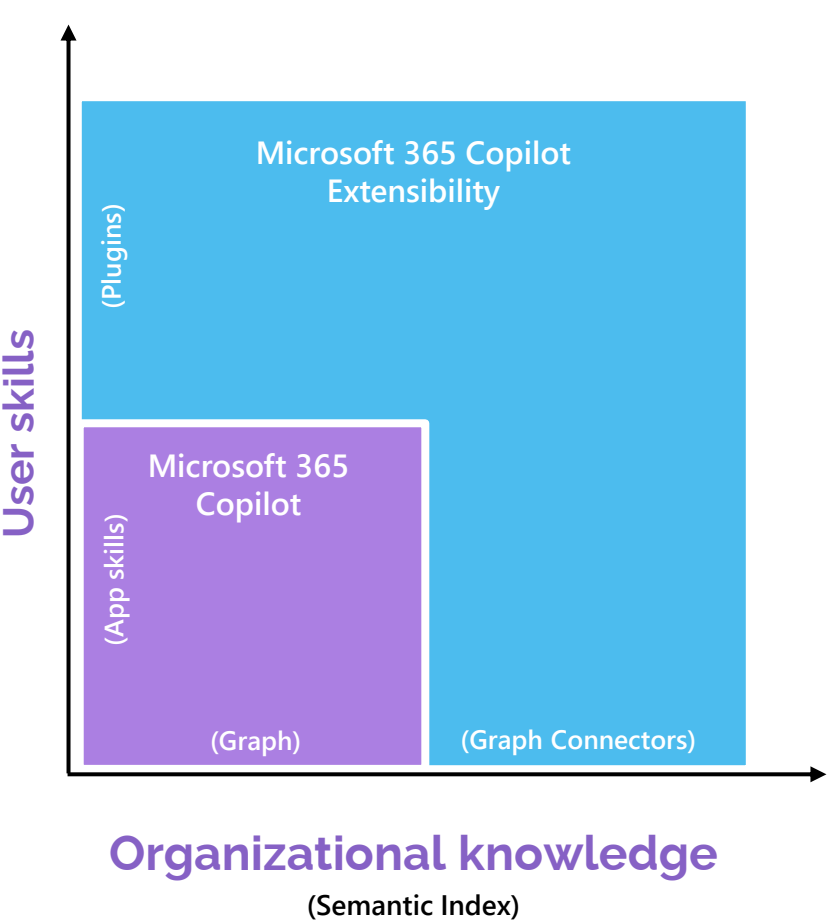 Microsoft 365 Copilot
Extensibility
(Plugins)
User skills
Microsoft 365
Copilot
(App skills)
(Graph)
(Graph Connectors)
Organizational knowledge
(Semantic Index)